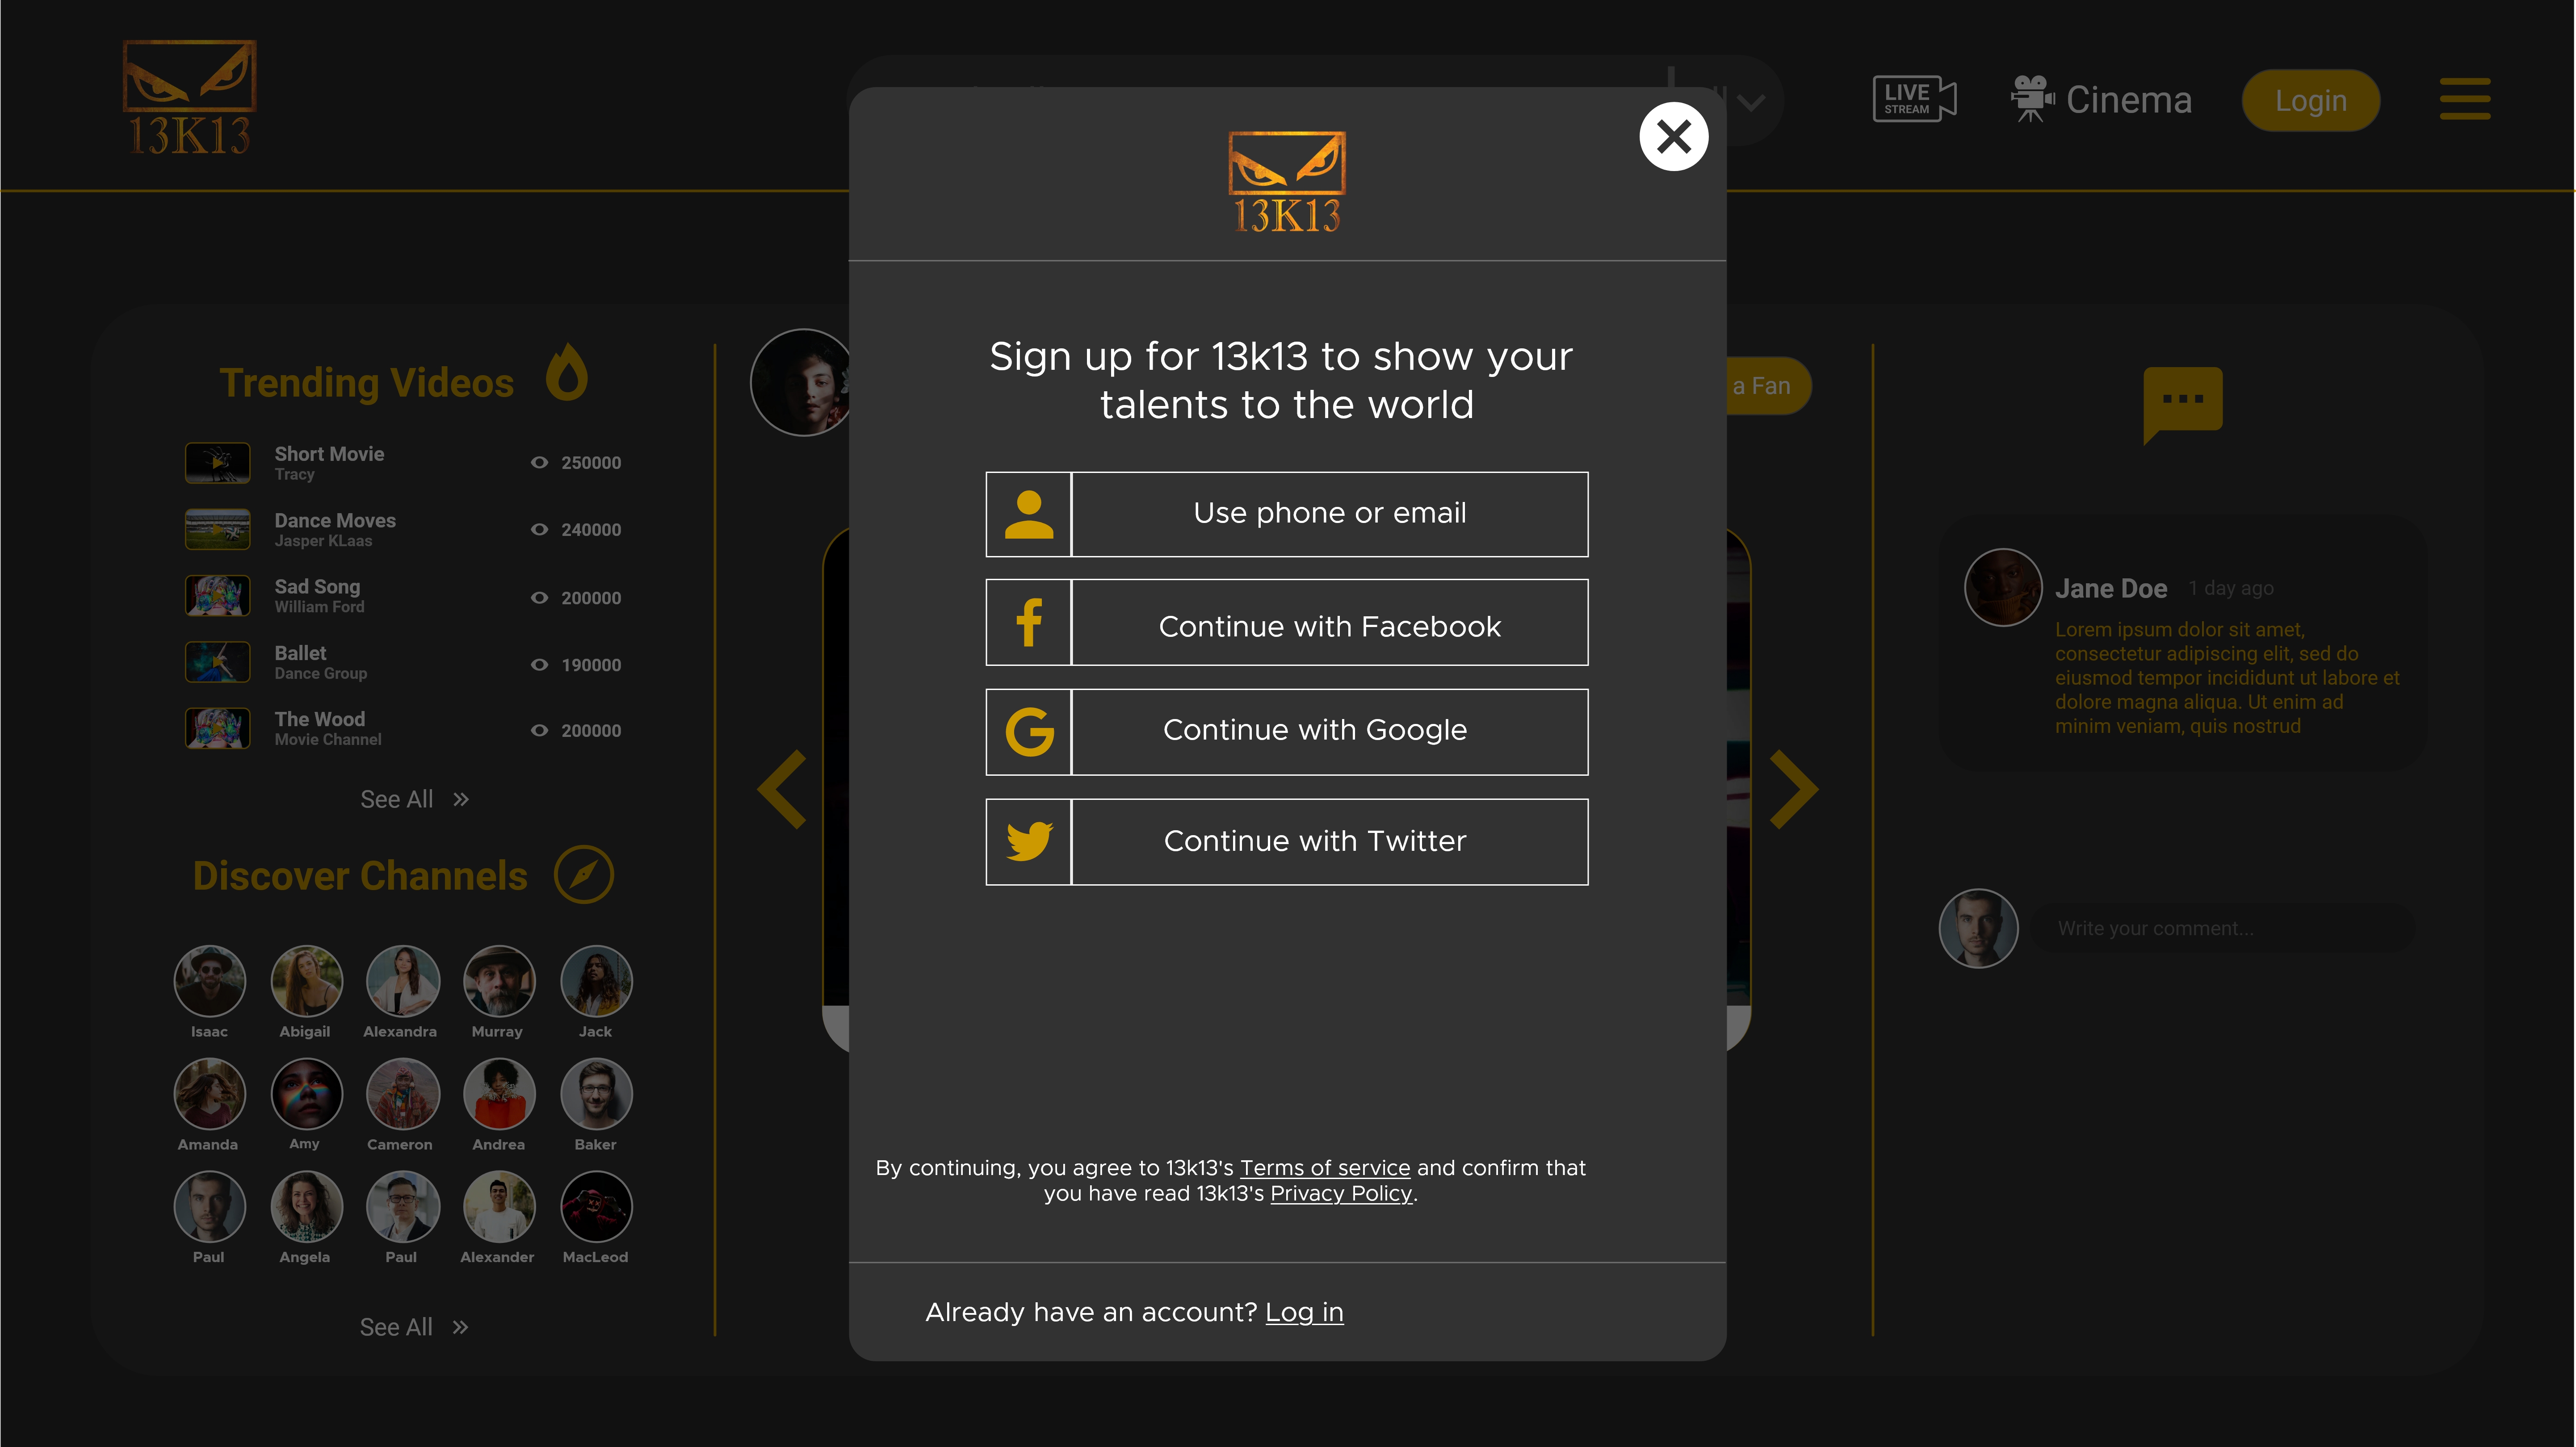 13K13
LIVE
STREAM
Cinema
Login
13K13
Sign up for 13k13 to show your
talents to the world
Use phone or email
Continue with Facebook
Continue with Google
Continue with Twitter
By continuing, you agree to 13k13's Terms of service and confirm that
you have read 13k13's Privacy Policy.
Already have an account? Log in
Trending Videos
Short Movie
Tracy
250000
Dance Moves
Jasper KLaas
240000
Sad Song
William Ford
200000
Ballet
Dance Group
190000
The Wood
Movie Channel
200000
See All
Discover Channels
Isaac Abigail Alexandra Murray Jack
Amanda Amy Cameron Andrea Baker
Paul Angela Paul Alexander MacLeod
See All
a Fan
Jane Doe 1 day ago
Lorem ipsum dolor sit amet,
consectetur adipiscing elit, sed do
eiusmod tempor incididunt ut labore et
dolore magna aliqua. Ut enim ad
minim veniam, quis nostrud
Write your comment...